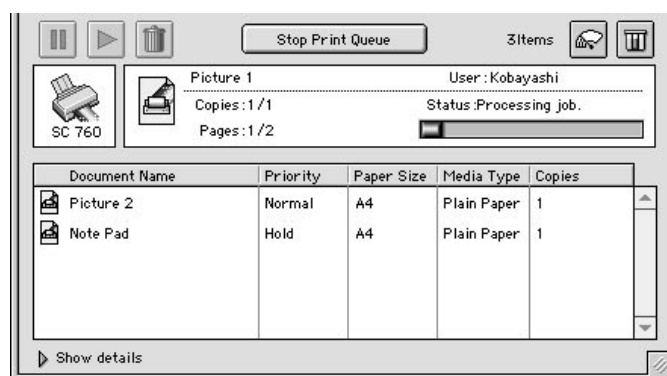 Stop Print Queue 3Items
Picture 1 User:Kobayashi
Copies:1/1 Status:Processing job.
SC 760 Pages:1/2
Document Name Priority Paper Size Media Type Copies
Picture 2 Normal A4 Plain Paper 1
Note Pad Hold A4 Plain Paper 1
Show details